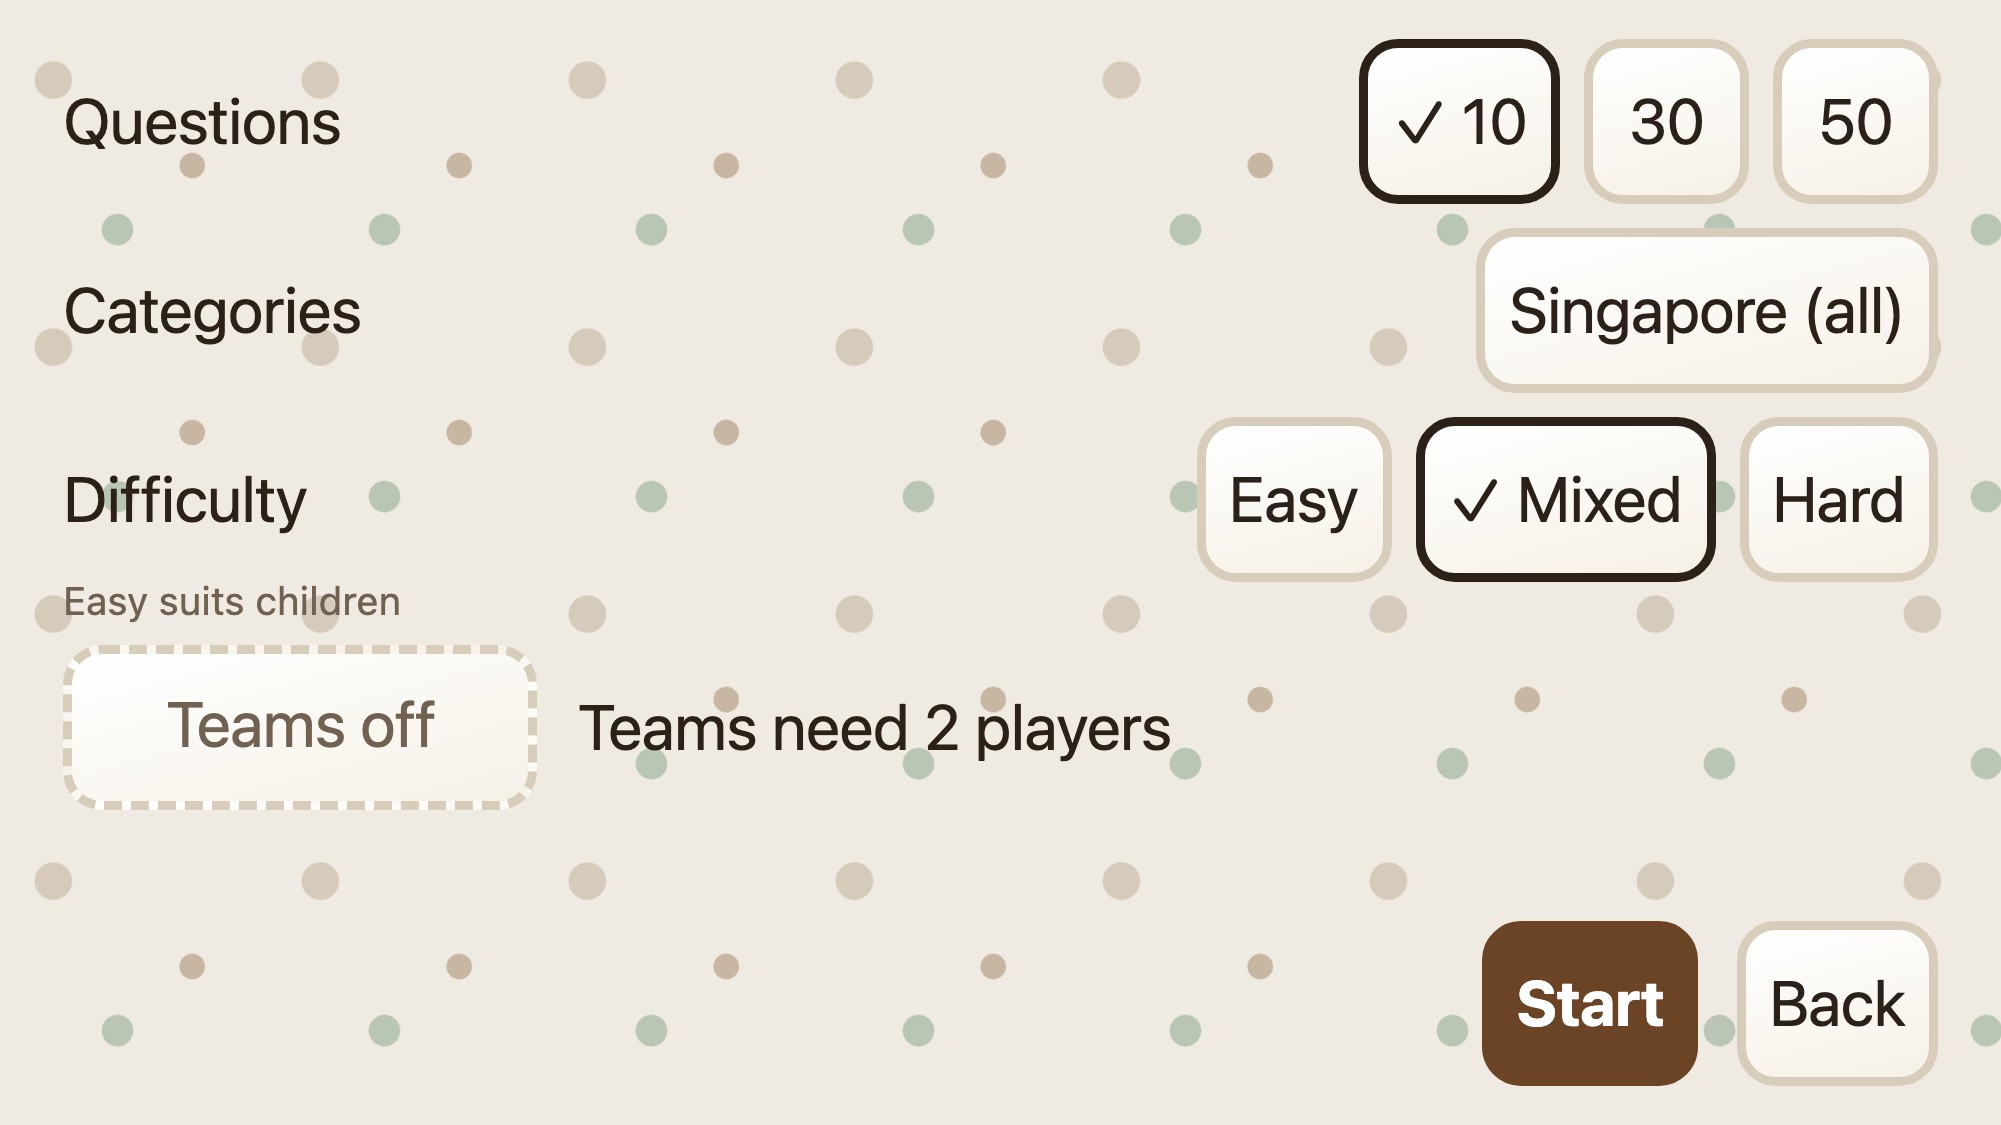 Questions ✓ 10 30 50
Categories Singapore (all)
Difficulty Easy ✓ Mixed Hard
Easy suits children
Teams off Teams need 2 players
Start Back